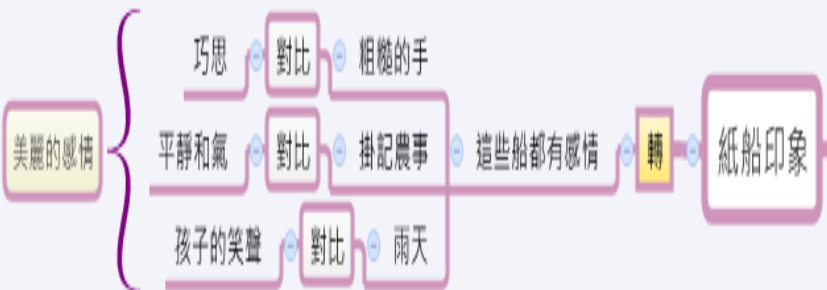 巧思 對比 粗糙的手
美麗的感情 平靜和氣 對比 掛記農事 這些船都有感情 轉 紙船印象
孩子的笑聲 對比 雨天